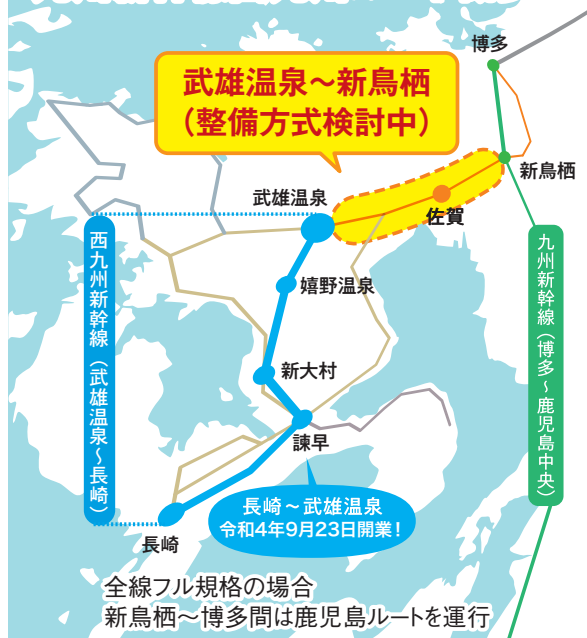 博多
武雄温泉～新鳥栖
（整備方式検討中）
新鳥栖
武雄温泉
佐賀
西九州新幹線（武雄温泉～長崎）
九州新幹線（博多～鹿児島中央）
嬉野温泉
新大村
諫早
長崎～武雄温泉
令和4年9月23日開業！
長崎
全線フル規格の場合
新鳥栖～博多間は鹿児島ルートを運行